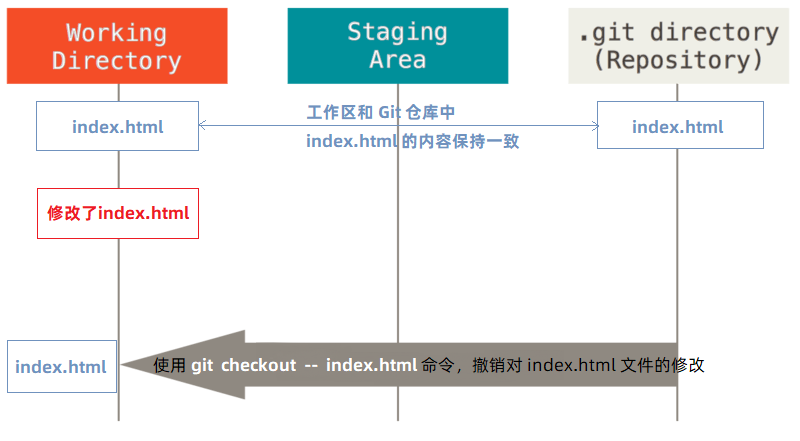 Working
Directory
Staging
Area
.git directory
(Repository)
index.html
工作区和 Git 仓库中
index.html 的内容保持一致
index.html
修改了index.html
index.html
使用 git checkout -- index.html 命令，撤销对 index.html 文件的修改